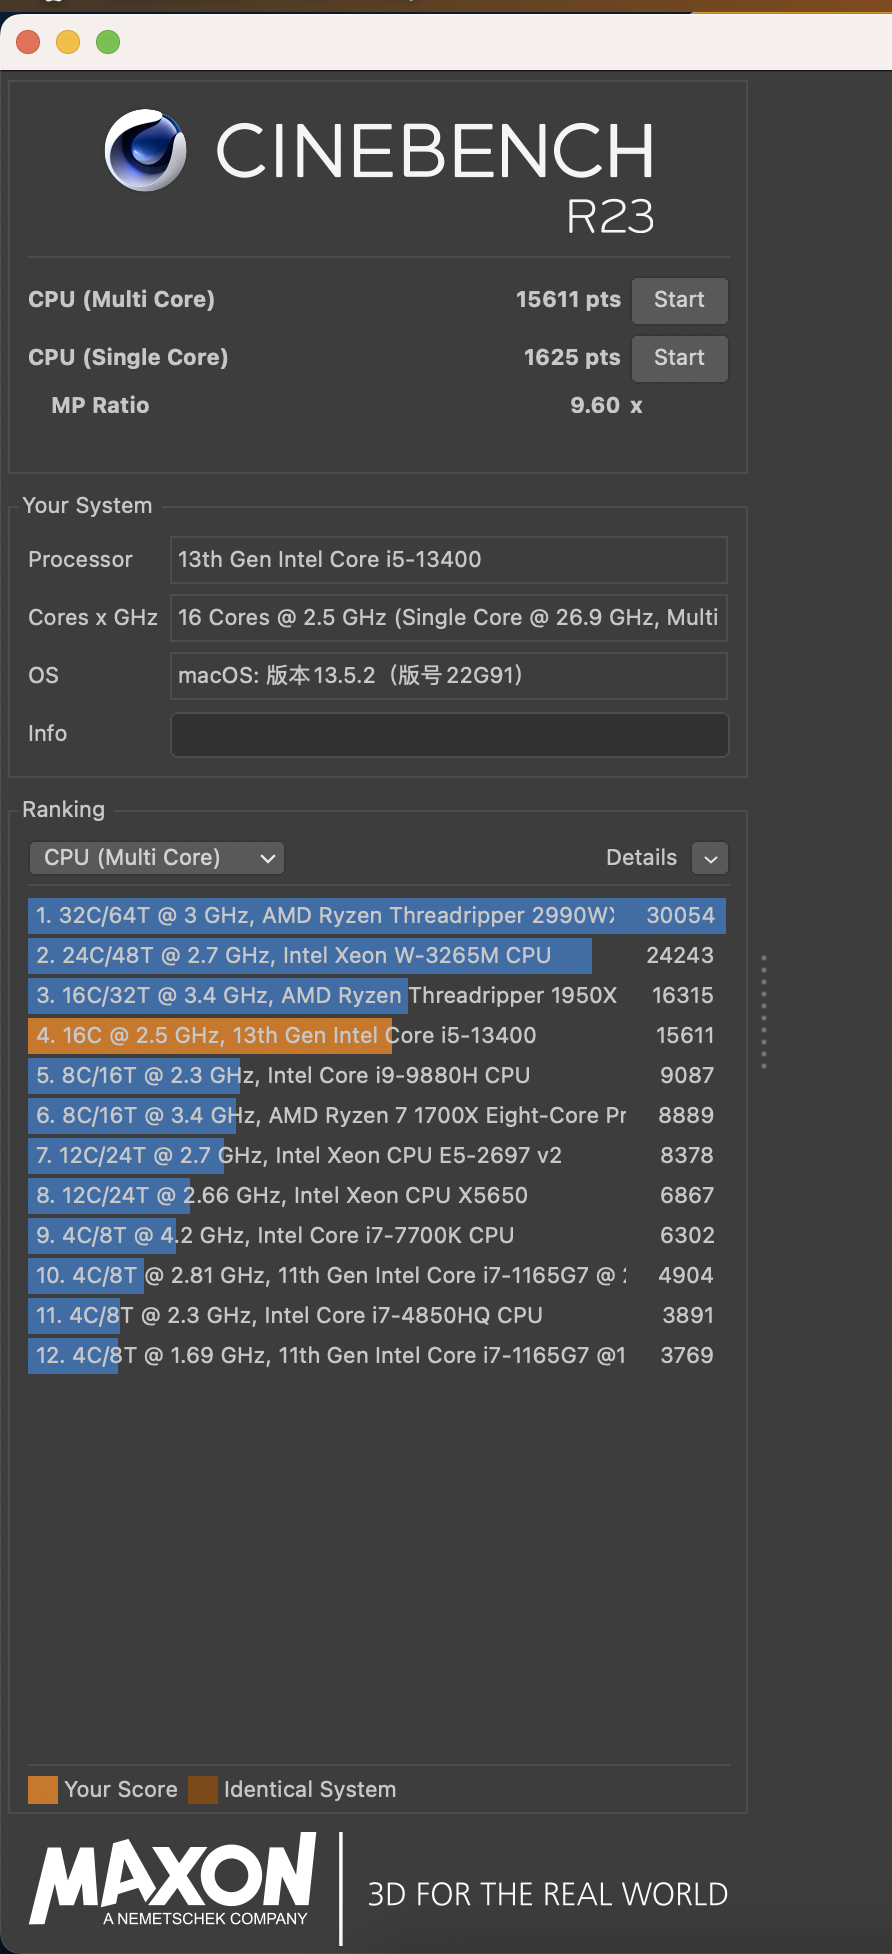 CINEBENCH
R23
CPU (Multi Core) 15611 pts Start
CPU (Single Core) 1625 pts Start
MP Ratio 9.60 x
Your System
Processor 13th Gen Intel Core i5-13400
Cores x GHz 16 Cores @ 2.5 GHz (Single Core @ 26.9 GHz, Multi
OS macOS: 版本 13.5.2（版号 22G91）
Info
Ranking
CPU (Multi Core) Details
1. 32C/64T @ 3 GHz, AMD Ryzen Threadripper 2990WX 30054
2. 24C/48T @ 2.7 GHz, Intel Xeon W-3265M CPU 24243
3. 16C/32T @ 3.4 GHz, AMD Ryzen Threadripper 1950X 16315
4. 16C @ 2.5 GHz, 13th Gen Intel Core i5-13400 15611
5. 8C/16T @ 2.3 GHz, Intel Core i9-9880H CPU 9087
6. 8C/16T @ 3.4 GHz, AMD Ryzen 7 1700X Eight-Core Pr 8889
7. 12C/24T @ 2.7 GHz, Intel Xeon CPU E5-2697 v2 8378
8. 12C/24T @ 2.66 GHz, Intel Xeon CPU X5650 6867
9. 4C/8T @ 4.2 GHz, Intel Core i7-7700K CPU 6302
10. 4C/8T @ 2.81 GHz, 11th Gen Intel Core i7-1165G7 @ 4904
11. 4C/8T @ 2.3 GHz, Intel Core i7-4850HQ CPU 3891
12. 4C/8T @ 1.69 GHz, 11th Gen Intel Core i7-1165G7 @1 3769
Your Score Identical System
MAXON
A NEMETSCHEK COMPANY
3D FOR THE REAL WORLD